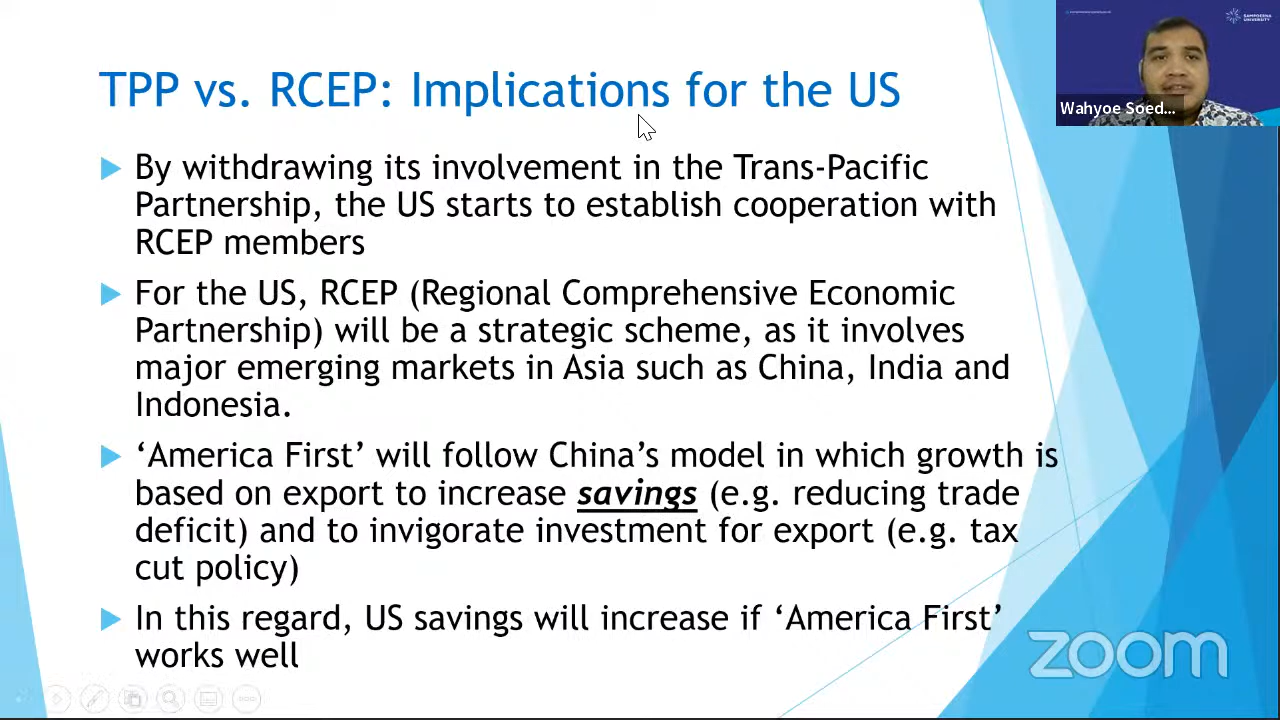 TPP vs. RCEP: Implications for the US
SAMPOERNA
UNIVERSITY
Wahyoe Soed...
By withdrawing its involvement in the Trans-Pacific
Partnership, the US starts to establish cooperation with
RCEP members
For the US, RCEP (Regional Comprehensive Economic
Partnership) will be a strategic scheme, as it involves
major emerging markets in Asia such as China, India and
Indonesia.
‘America First’ will follow China’s model in which growth is
based on export to increase savings (e.g. reducing trade
deficit) and to invigorate investment for export (e.g. tax
cut policy)
In this regard, US savings will increase if ‘America First’
works well
zoom